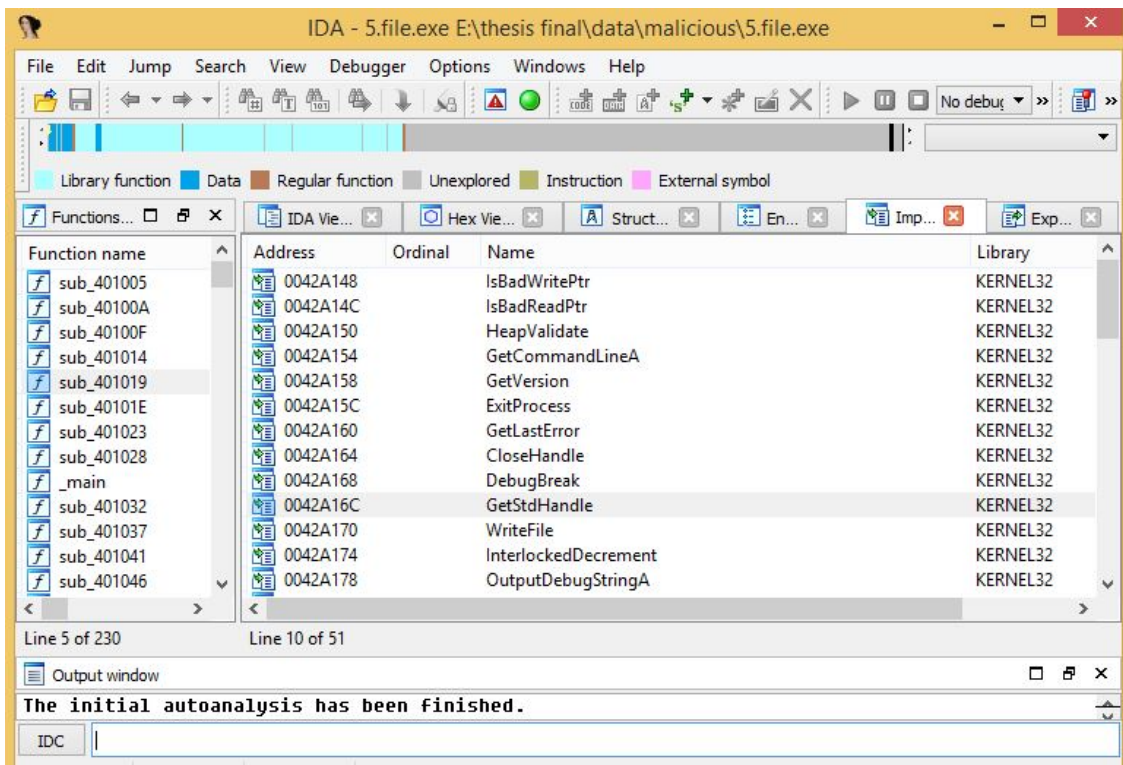 IDA - 5.file.exe E:\thesis final\data\malicious\5.file.exe
File Edit Jump Search View Debugger Options Windows Help
No debug
Library function Data Regular function Unexplored Instruction External symbol
Functions... IDA Vie... Hex Vie... Struct... En... Imp... Exp...
Function name
sub_401005
sub_40100A
sub_40100F
sub_401014
sub_401019
sub_40101E
sub_401023
sub_401028
_main
sub_401032
sub_401037
sub_401041
sub_401046
Line 5 of 230
Address Ordinal Name Library
0042A148 IsBadWritePtr KERNEL32
0042A14C IsBadReadPtr KERNEL32
0042A150 HeapValidate KERNEL32
0042A154 GetCommandLineA KERNEL32
0042A158 GetVersion KERNEL32
0042A15C ExitProcess KERNEL32
0042A160 GetLastError KERNEL32
0042A164 CloseHandle KERNEL32
0042A168 DebugBreak KERNEL32
0042A16C GetStdHandle KERNEL32
0042A170 WriteFile KERNEL32
0042A174 InterlockedDecrement KERNEL32
0042A178 OutputDebugStringA KERNEL32
Line 10 of 51
Output window
The initial autoanalysis has been finished.
IDC